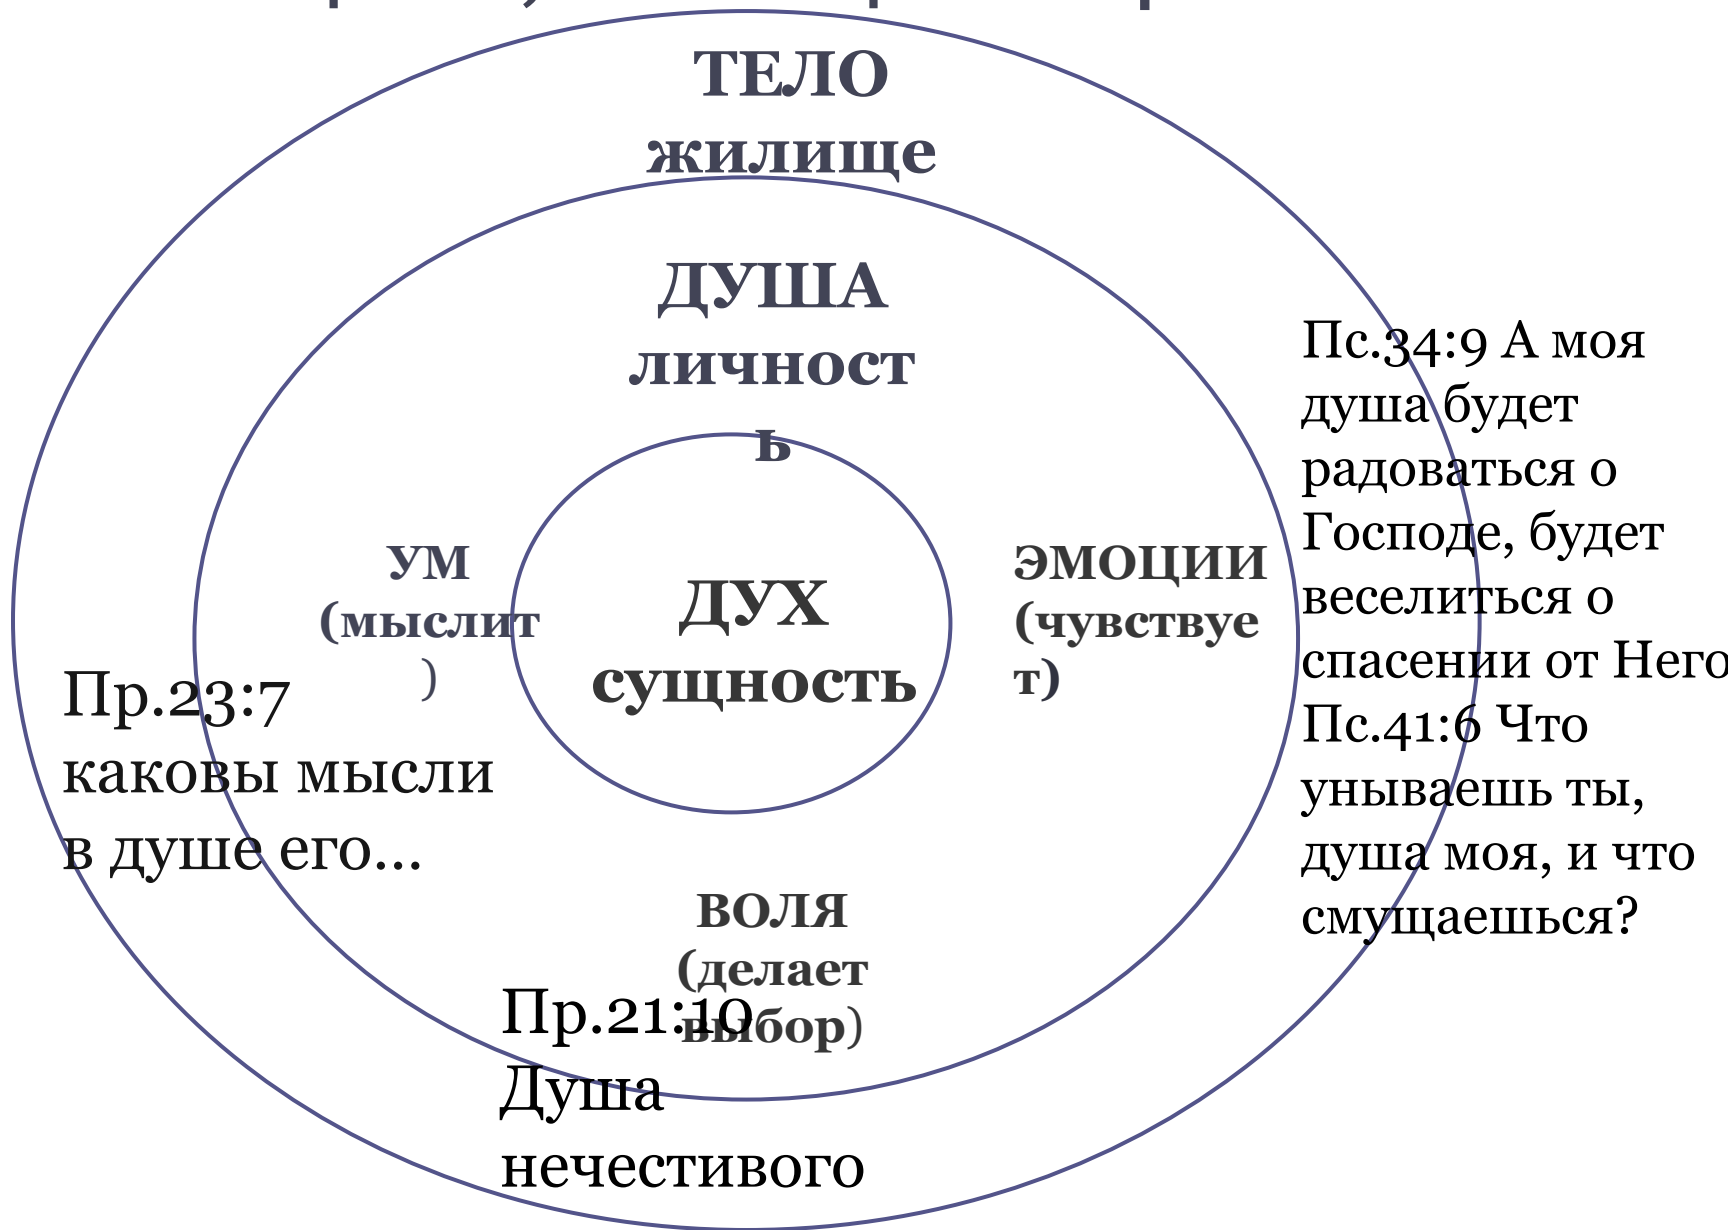 ТЕЛО
жилище
ДУША
личност
ь
УМ
(мыслит
)
ДУХ
сущность
ЭМОЦИИ
(чувствуе
т)
Пс.34:9 А моя
душа будет
радоваться о
Господе, будет
веселиться о
спасении от Него
Пс.41:6 Что
унываешь ты,
душа моя, и что
смущаешься?
Пр.23:7
каковы мысли
в душе его...
ВОЛЯ
(делает
выбор)
Пр.21:10
Душа
нечестивого